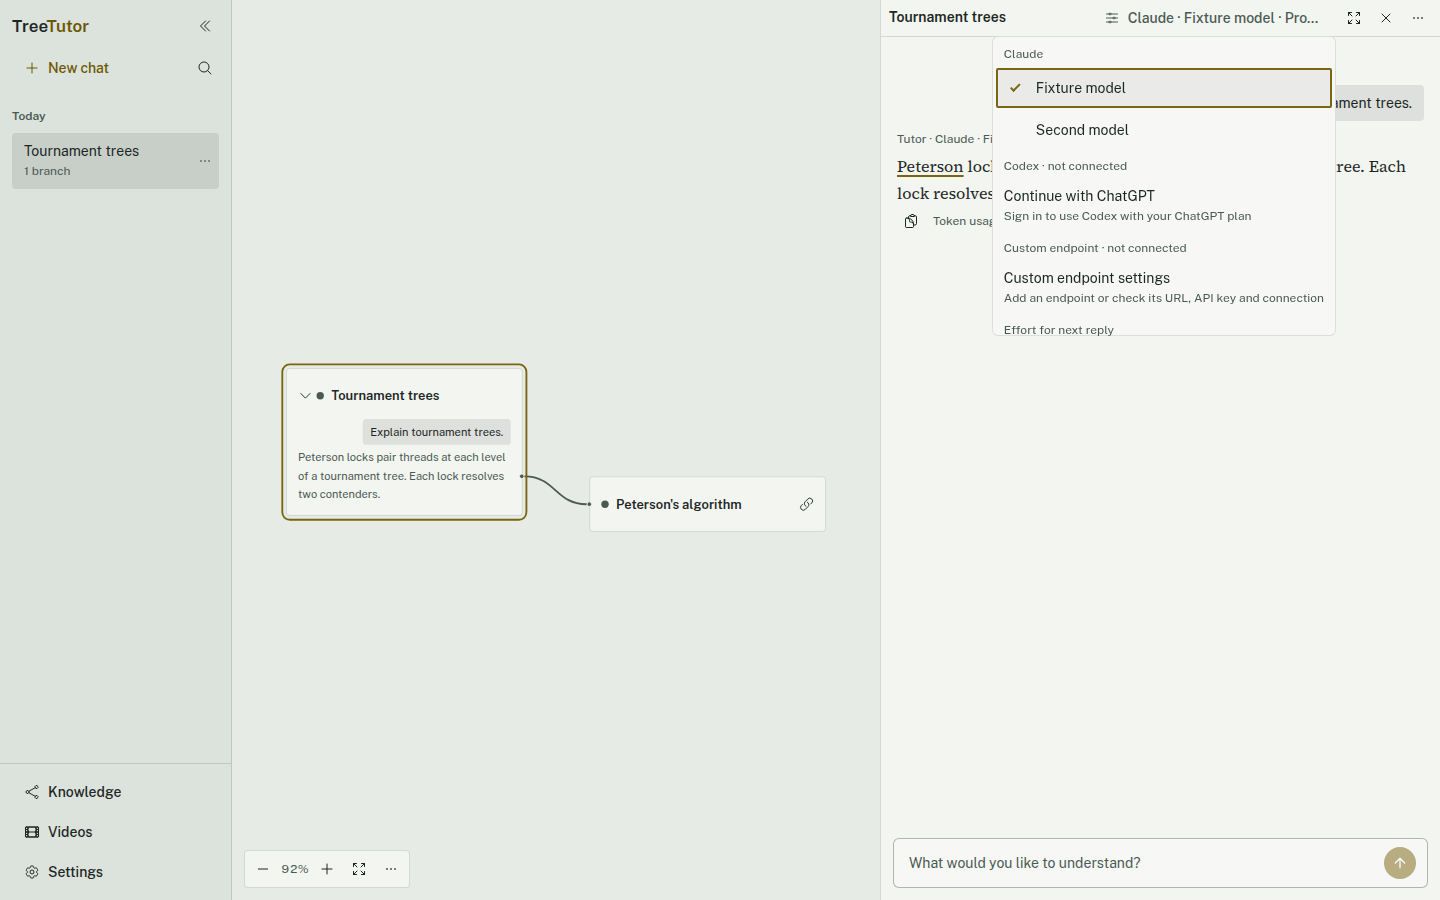 TreeTutor
New chat
Today
Tournament trees
1 branch
Knowledge
Videos
Settings
Tournament trees
Explain tournament trees.
Peterson locks pair threads at each level
of a tournament tree. Each lock resolves
two contenders.
Peterson's algorithm
92%
Tournament trees
Claude · Fixture model · Pro...
Claude
Fixture model
Second model
Codex · not connected
Continue with ChatGPT
Sign in to use Codex with your ChatGPT plan
Custom endpoint · not connected
Custom endpoint settings
Add an endpoint or check its URL, API key and connection
Effort for next reply
trees.
Tutor · Claude ·
Peterson
ree. Each
lock resolves
Token
What would you like to understand?